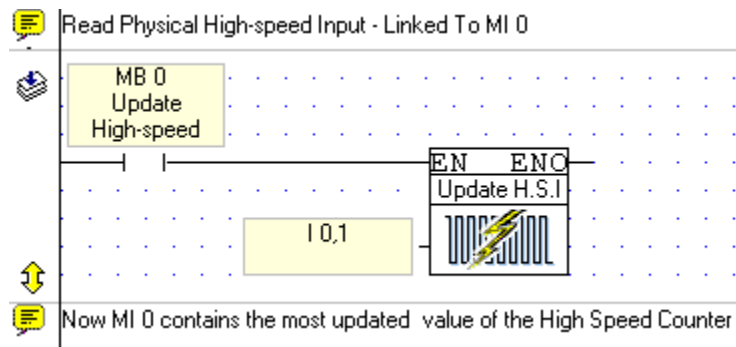 Read Physical High-speed Input - Linked To MI 0
MB 0
Update
High-speed
EN ENO
Update H.S.I
I 0,1
Now MI 0 contains the most updated value of the High Speed Counter